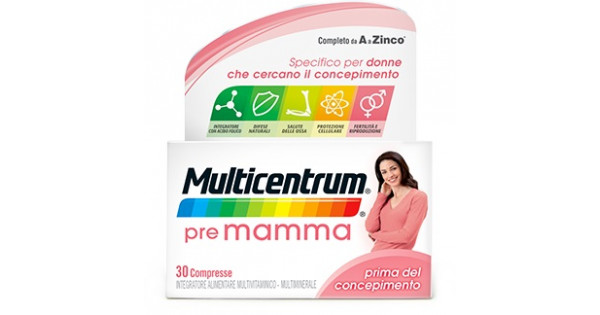 Completo da A a Zinco®
Specifico per donne
che cercano il concepimento
INTEGRATORE
CON ACIDO FOLICO
DIFESE
NATURALI
SALUTE
DELLE OSSA
PROTEZIONE
CELLULARE
FERTILITÀ E
RIPRODUZIONE
Multicentrum®
pre mamma
30 Compresse
INTEGRATORE ALIMENTARE MULTIVITAMINICO - MULTIMINERALE
prima del
concepimento